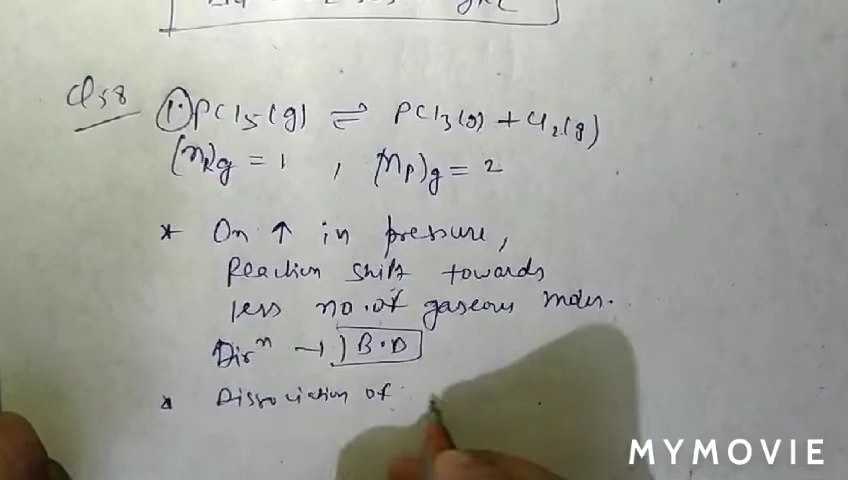 Q58
1. PCl5(g) ⇌ PCl3(g) + Cl2(g)
(nR)g = 1 , (nP)g = 2
* On ↑ in pressure,
Reaction shift towards
less no. of gaseous moles.
Dirⁿ → B.D
* Dissociation of
MYMOVIE